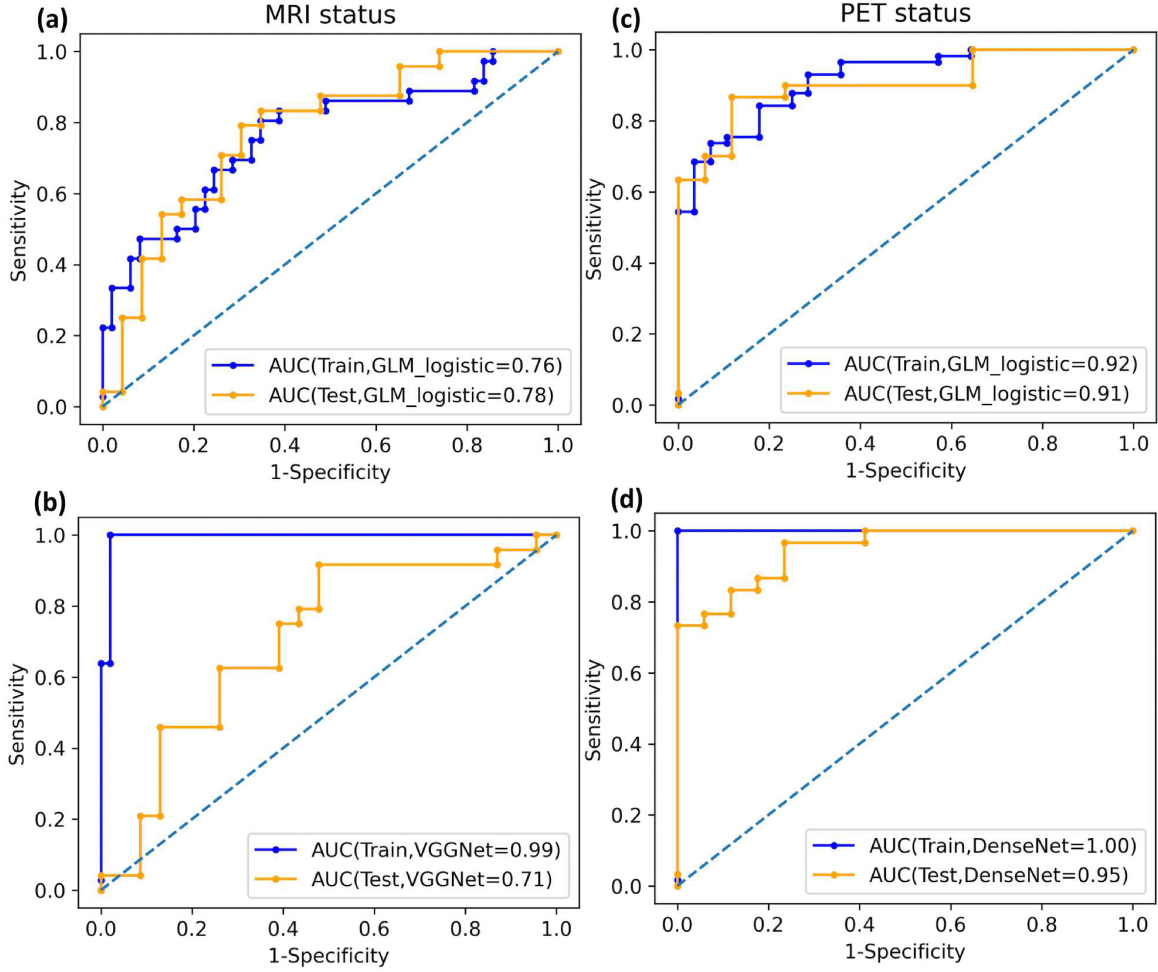 (a)
MRI status
1.0
0.8
0.6
0.4
0.2
0.0
Sensitivity
AUC(Train,GLM_logistic=0.76)
AUC(Test,GLM_logistic=0.78)
0.0 0.2 0.4 0.6 0.8 1.0
1-Specificity
(c)
PET status
1.0
0.8
0.6
0.4
0.2
0.0
Sensitivity
AUC(Train,GLM_logistic=0.92)
AUC(Test,GLM_logistic=0.91)
0.0 0.2 0.4 0.6 0.8 1.0
1-Specificity
(b)
1.0
0.8
0.6
0.4
0.2
0.0
Sensitivity
AUC(Train,VGGNet=0.99)
AUC(Test,VGGNet=0.71)
0.0 0.2 0.4 0.6 0.8 1.0
1-Specificity
(d)
1.0
0.8
0.6
0.4
0.2
0.0
Sensitivity
AUC(Train,DenseNet=1.00)
AUC(Test,DenseNet=0.95)
0.0 0.2 0.4 0.6 0.8 1.0
1-Specificity